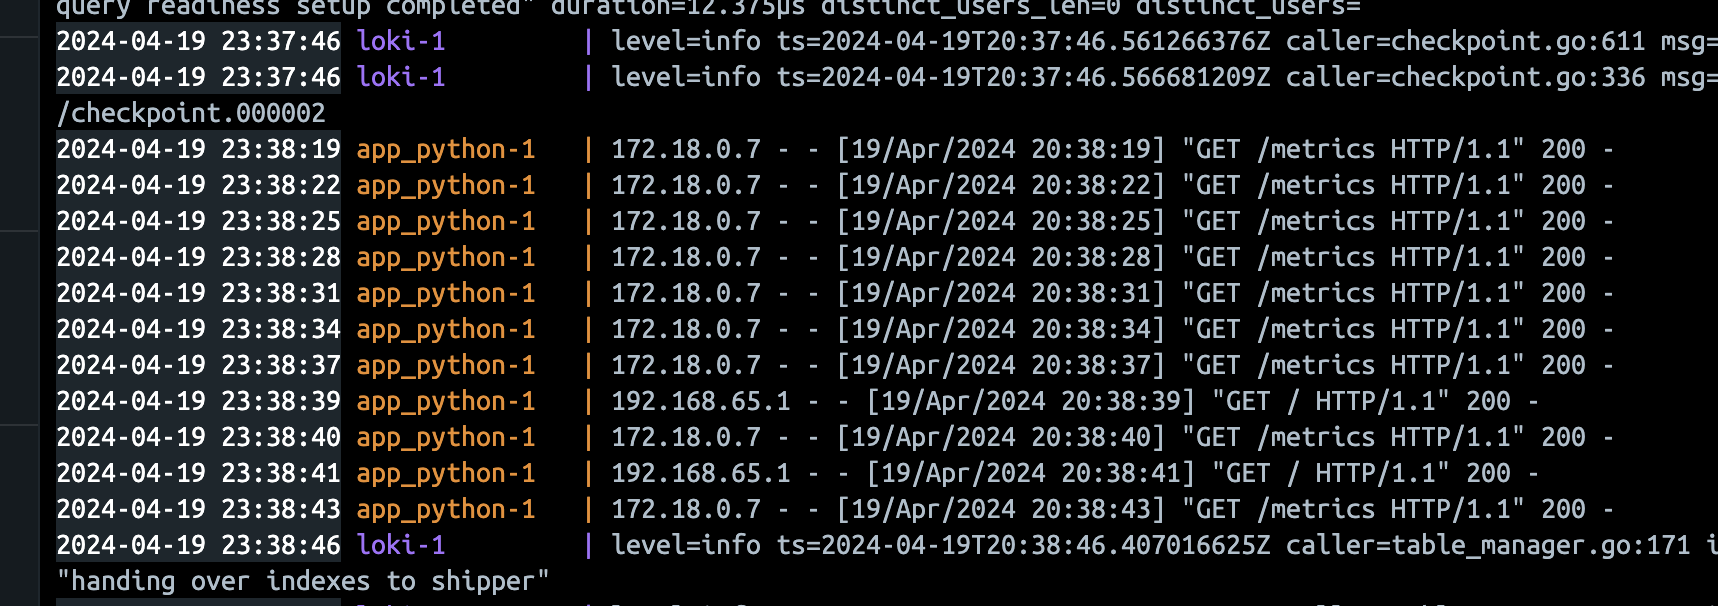 query readiness setup completed" duration=12.375µs distinct_users_len=0 distinct_users=
2024-04-19 23:37:46 loki-1 | level=info ts=2024-04-19T20:37:46.561266376Z caller=checkpoint.go:611 msg=
2024-04-19 23:37:46 loki-1 | level=info ts=2024-04-19T20:37:46.566681209Z caller=checkpoint.go:336 msg=
/checkpoint.000002
2024-04-19 23:38:19 app_python-1 | 172.18.0.7 - - [19/Apr/2024 20:38:19] "GET /metrics HTTP/1.1" 200 -
2024-04-19 23:38:22 app_python-1 | 172.18.0.7 - - [19/Apr/2024 20:38:22] "GET /metrics HTTP/1.1" 200 -
2024-04-19 23:38:25 app_python-1 | 172.18.0.7 - - [19/Apr/2024 20:38:25] "GET /metrics HTTP/1.1" 200 -
2024-04-19 23:38:28 app_python-1 | 172.18.0.7 - - [19/Apr/2024 20:38:28] "GET /metrics HTTP/1.1" 200 -
2024-04-19 23:38:31 app_python-1 | 172.18.0.7 - - [19/Apr/2024 20:38:31] "GET /metrics HTTP/1.1" 200 -
2024-04-19 23:38:34 app_python-1 | 172.18.0.7 - - [19/Apr/2024 20:38:34] "GET /metrics HTTP/1.1" 200 -
2024-04-19 23:38:37 app_python-1 | 172.18.0.7 - - [19/Apr/2024 20:38:37] "GET /metrics HTTP/1.1" 200 -
2024-04-19 23:38:39 app_python-1 | 192.168.65.1 - - [19/Apr/2024 20:38:39] "GET / HTTP/1.1" 200 -
2024-04-19 23:38:40 app_python-1 | 172.18.0.7 - - [19/Apr/2024 20:38:40] "GET /metrics HTTP/1.1" 200 -
2024-04-19 23:38:41 app_python-1 | 192.168.65.1 - - [19/Apr/2024 20:38:41] "GET / HTTP/1.1" 200 -
2024-04-19 23:38:43 app_python-1 | 172.18.0.7 - - [19/Apr/2024 20:38:43] "GET /metrics HTTP/1.1" 200 -
2024-04-19 23:38:46 loki-1 | level=info ts=2024-04-19T20:38:46.407016625Z caller=table_manager.go:171 i
"handing over indexes to shipper"